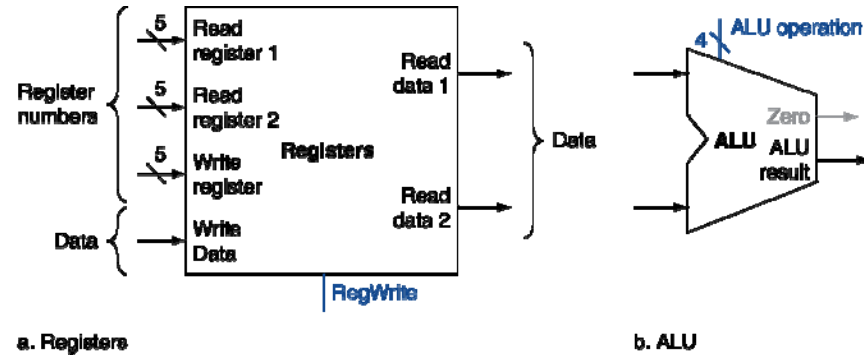 Register
numbers
Data
5
Read
register 1
5
Read
register 2
5
Write
register
Write
Data
Registers
Read
data 1
Read
data 2
RegWrite
Data
4
ALU operation
Zero
ALU
ALU
result
a. Registers
b. ALU